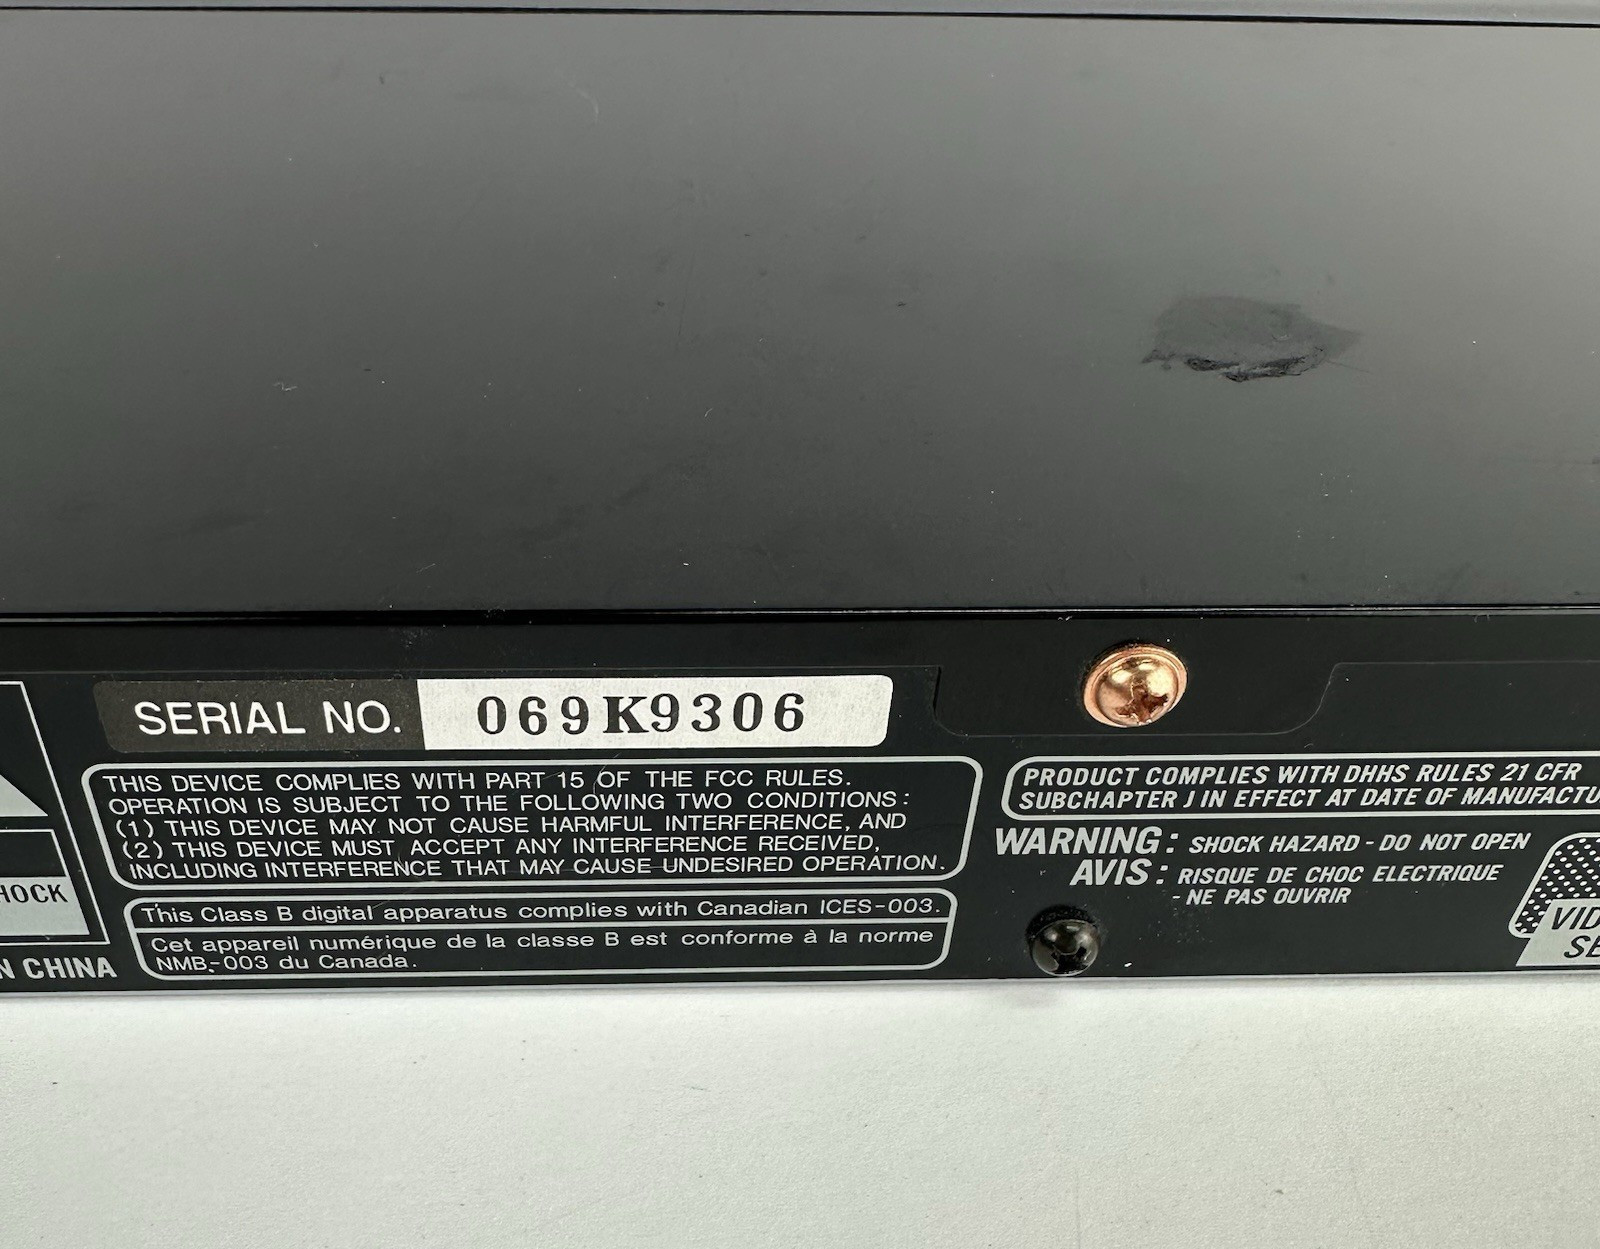 SERIAL NO. 069K9306
THIS DEVICE COMPLIES WITH PART 15 OF THE FCC RULES.
OPERATION IS SUBJECT TO THE FOLLOWING TWO CONDITIONS:
(1) THIS DEVICE MAY NOT CAUSE HARMFUL INTERFERENCE, AND
(2) THIS DEVICE MUST ACCEPT ANY INTERFERENCE RECEIVED,
INCLUDING INTERFERENCE THAT MAY CAUSE UNDESIRED OPERATION.
This Class B digital apparatus complies with Canadian ICES-003.
Cet appareil numérique de la classe B est conforme à la norme
NMB-003 du Canada.
HOCK
N CHINA
PRODUCT COMPLIES WITH DHHS RULES 21 CFR
SUBCHAPTER J IN EFFECT AT DATE OF MANUFACTU
WARNING: SHOCK HAZARD - DO NOT OPEN
AVIS: RISQUE DE CHOC ELECTRIQUE
- NE PAS OUVRIR
VID
SE